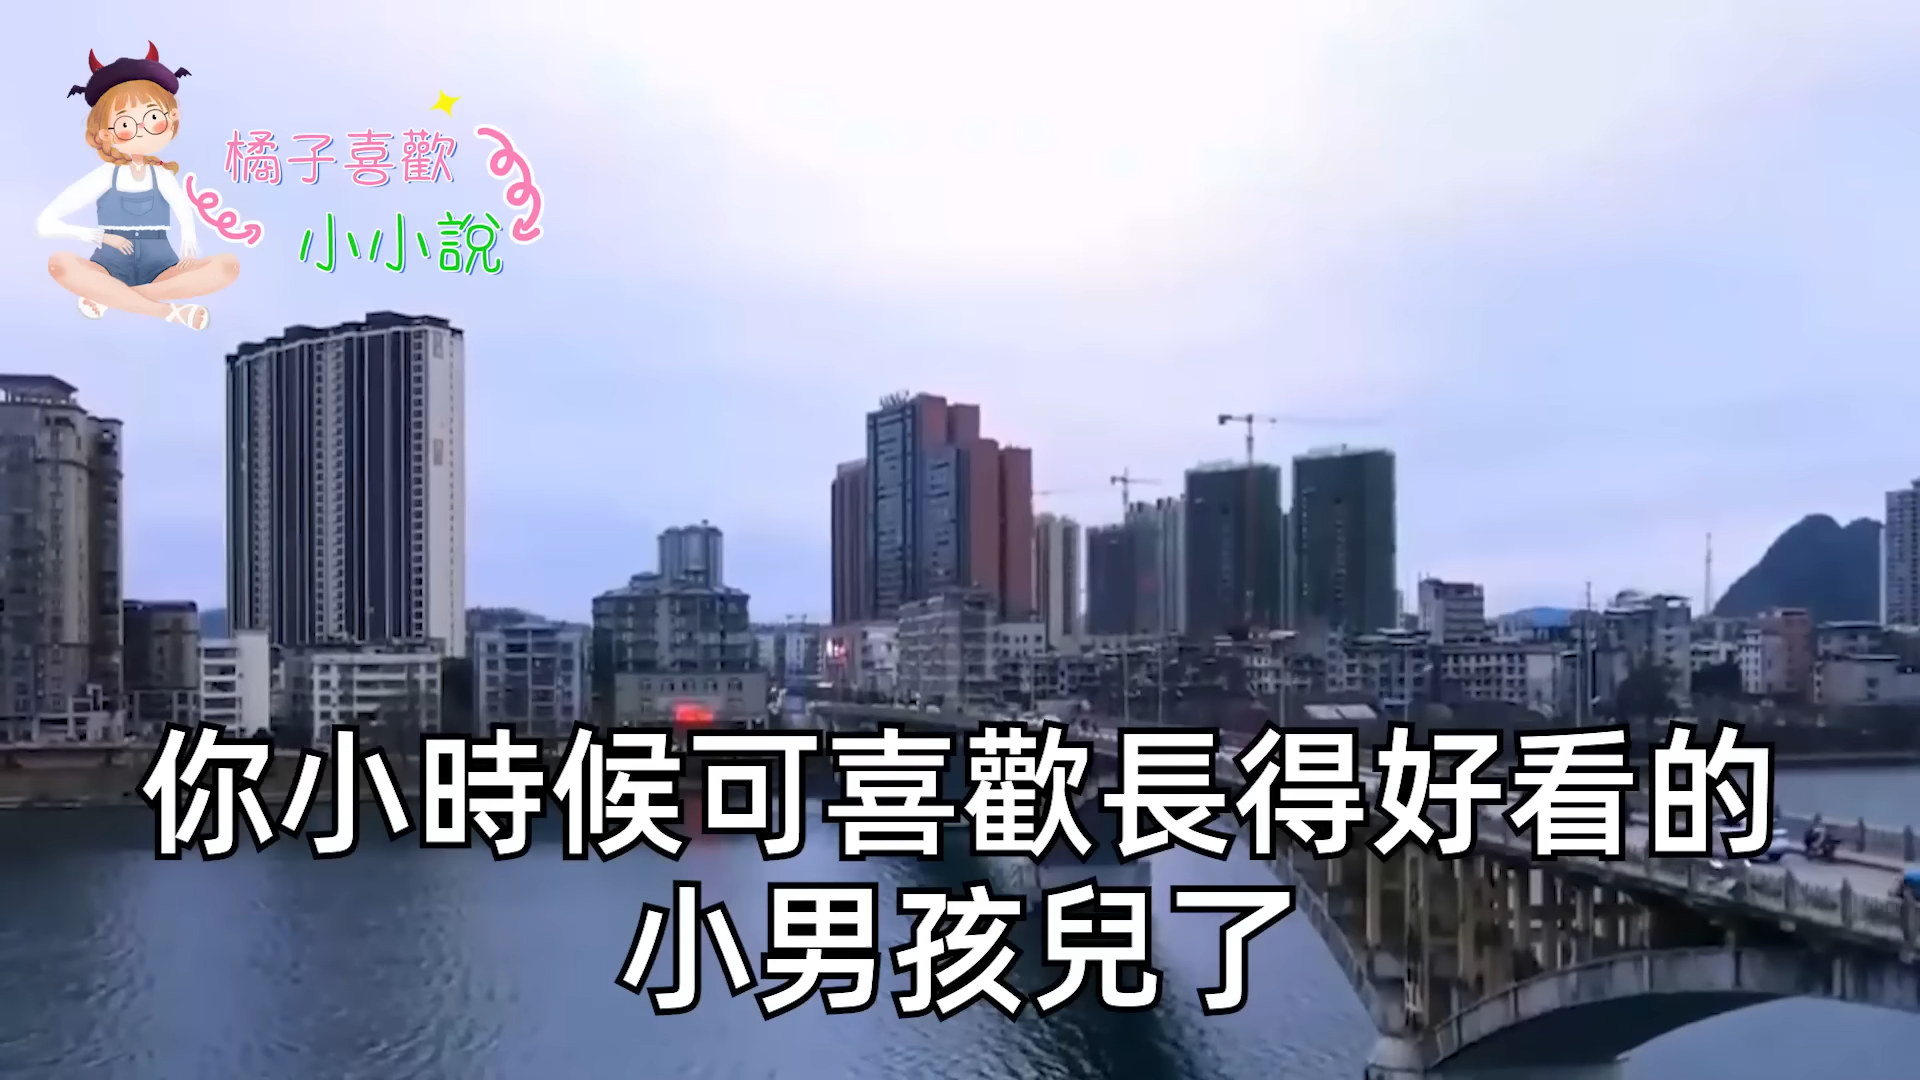 橘子喜歡
小小說
你小時候可喜歡長得好看的
小男孩兒了